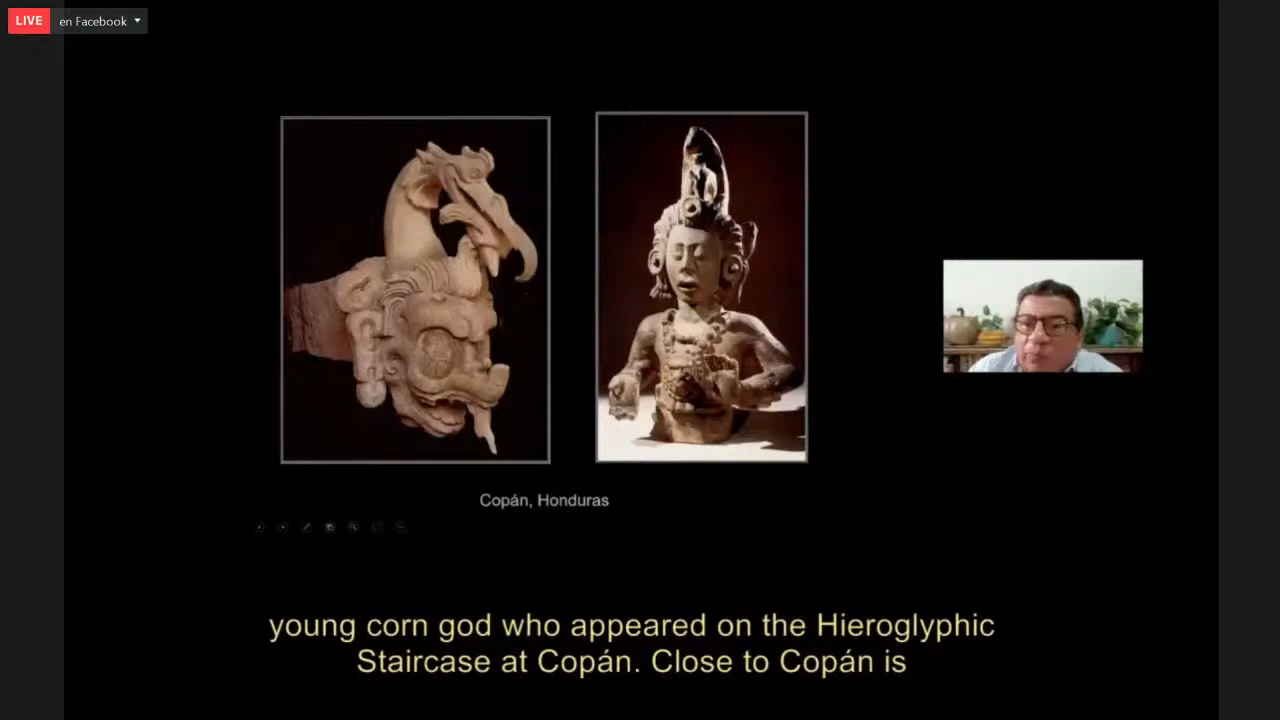 LIVE en Facebook
Copán, Honduras
young corn god who appeared on the Hieroglyphic
Staircase at Copán. Close to Copán is